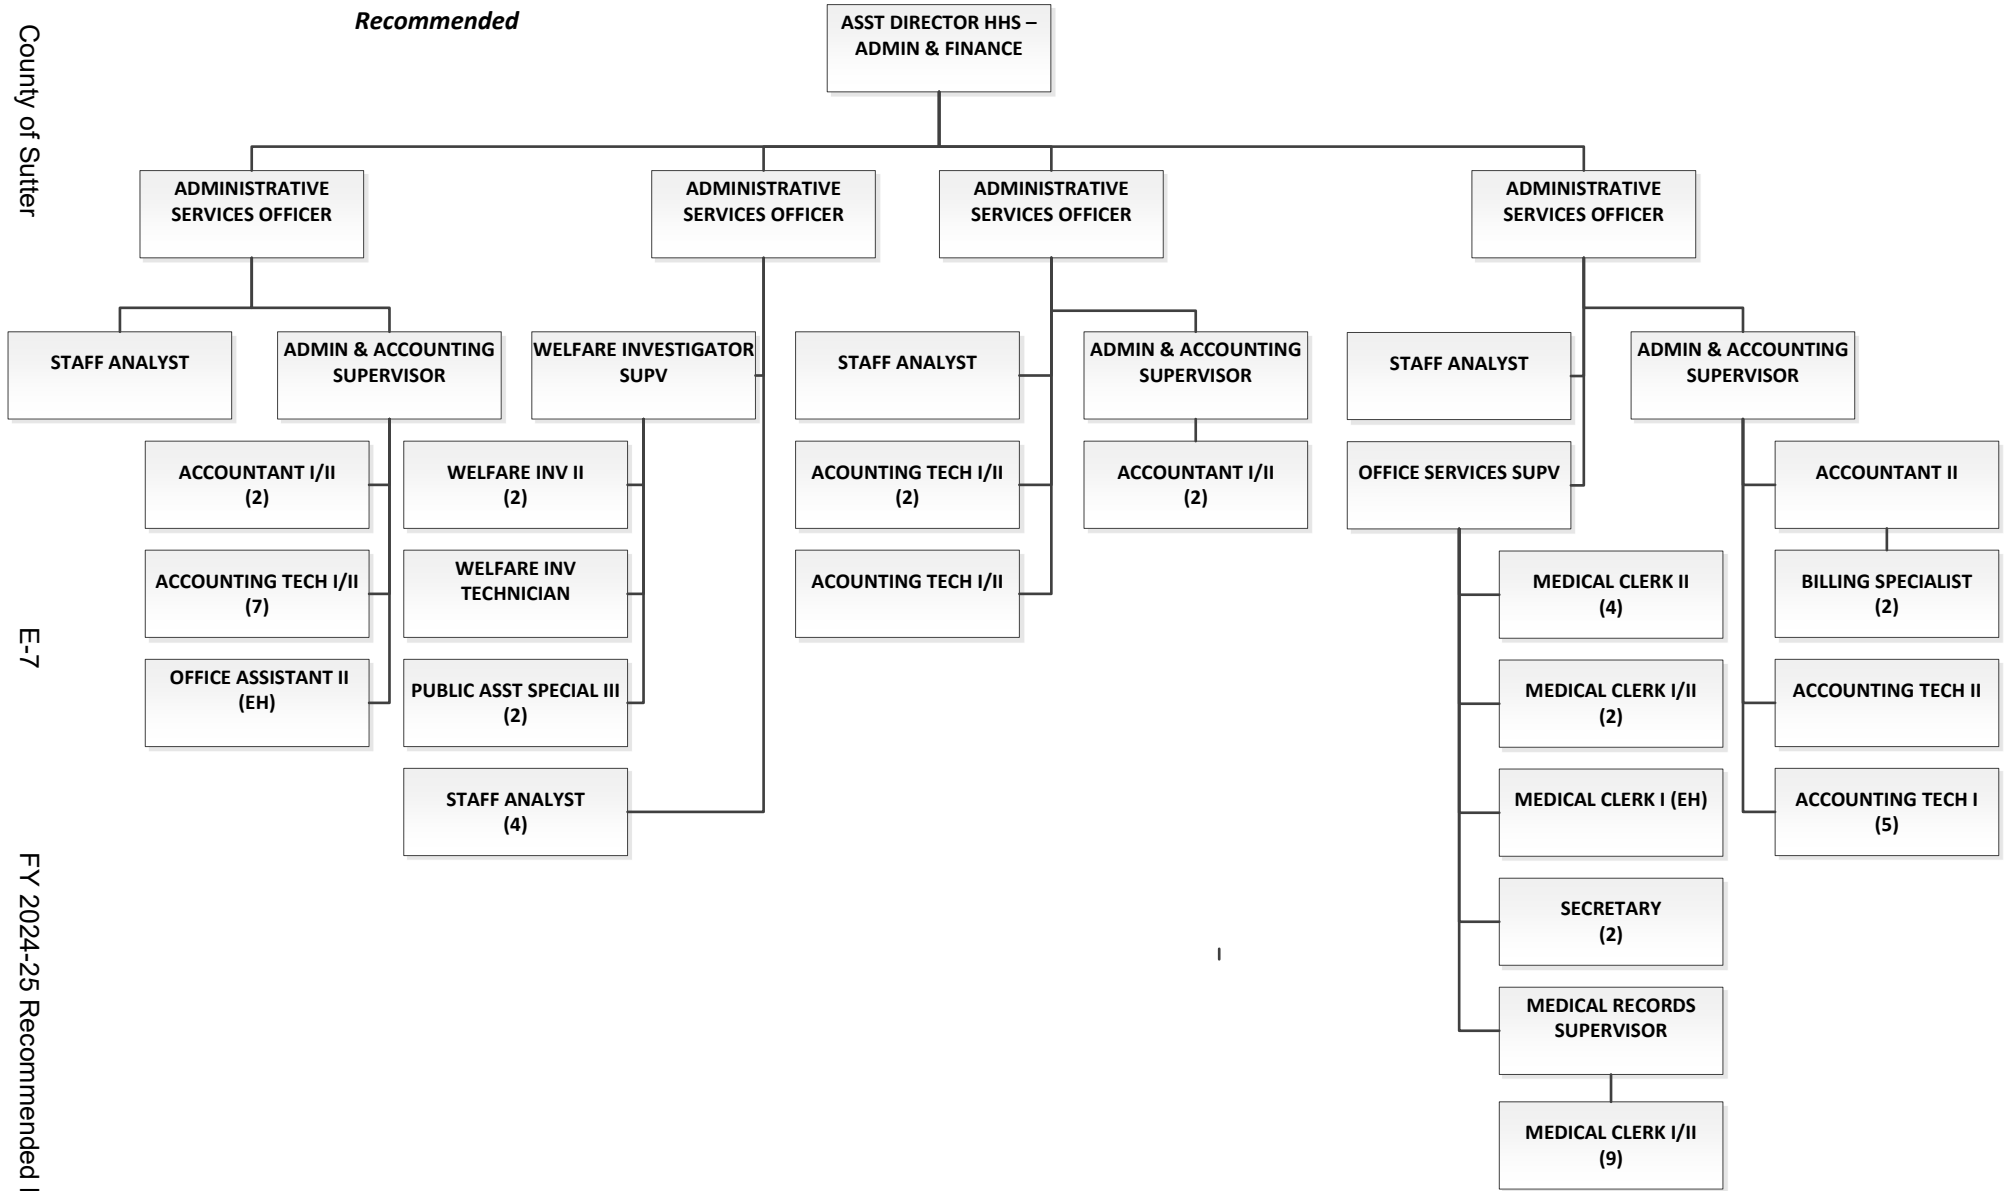 Recommended
ASST DIRECTOR HHS –
ADMIN & FINANCE
ADMINISTRATIVE
SERVICES OFFICER
ADMINISTRATIVE
SERVICES OFFICER
ADMINISTRATIVE
SERVICES OFFICER
ADMINISTRATIVE
SERVICES OFFICER
STAFF ANALYST
ADMIN & ACCOUNTING
SUPERVISOR
ACCOUNTANT I/II
(2)
ACCOUNTING TECH I/II
(7)
OFFICE ASSISTANT II
(EH)
WELFARE INVESTIGATOR
SUPV
WELFARE INV II
(2)
WELFARE INV
TECHNICIAN
PUBLIC ASST SPECIAL III
(2)
STAFF ANALYST
(4)
STAFF ANALYST
ACOUNTING TECH I/II
(2)
ACOUNTING TECH I/II
ADMIN & ACCOUNTING
SUPERVISOR
ACCOUNTANT I/II
(2)
STAFF ANALYST
OFFICE SERVICES SUPV
MEDICAL CLERK II
(4)
MEDICAL CLERK I/II
(2)
MEDICAL CLERK I (EH)
SECRETARY
(2)
MEDICAL RECORDS
SUPERVISOR
MEDICAL CLERK I/II
(9)
ADMIN & ACCOUNTING
SUPERVISOR
ACCOUNTANT II
BILLING SPECIALIST
(2)
ACCOUNTING TECH II
ACCOUNTING TECH I
(5)
County of Sutter
E-7
FY 2024-25 Recommended